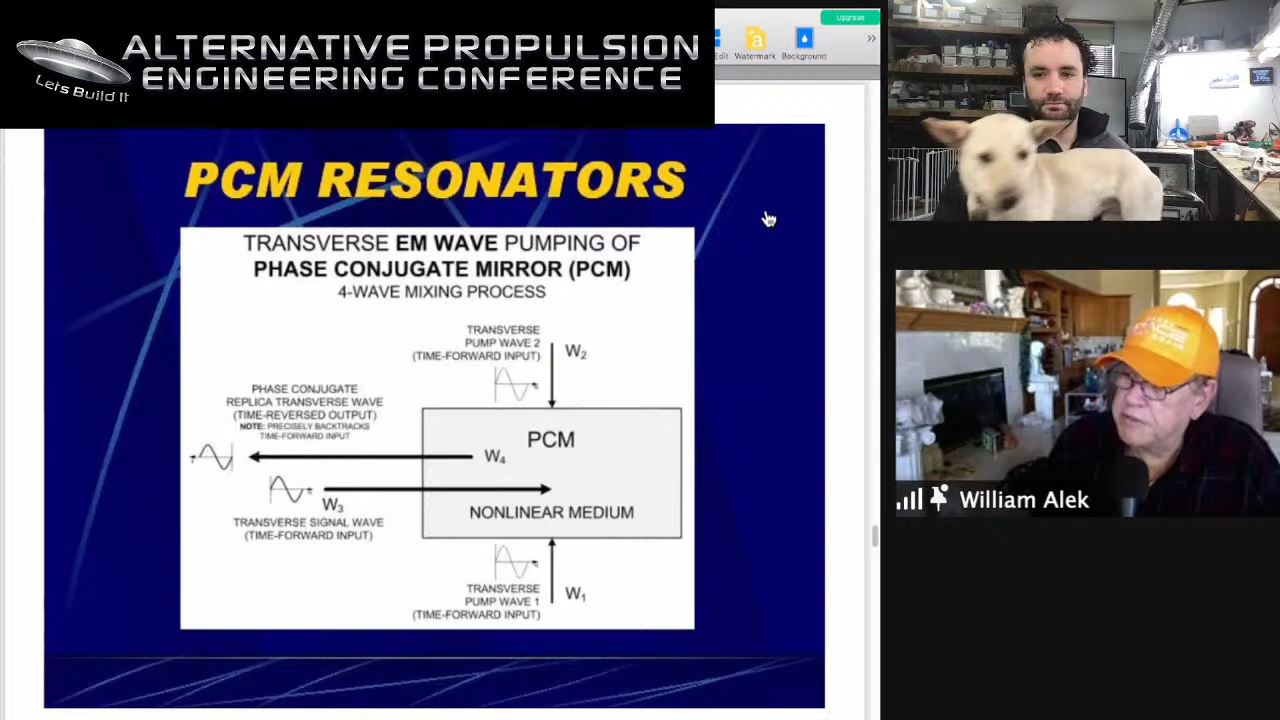 ALTERNATIVE PROPULSION
ENGINEERING CONFERENCE
Lets Build It
Upgrade
Edit
Watermark
Background
PCM RESONATORS
TRANSVERSE EM WAVE PUMPING OF
PHASE CONJUGATE MIRROR (PCM)
4-WAVE MIXING PROCESS
TRANSVERSE
PUMP WAVE 2
(TIME-FORWARD INPUT)
W2
PHASE CONJUGATE
REPLICA TRANSVERSE WAVE
(TIME-REVERSED OUTPUT)
NOTE: PRECISELY BACKTRACKS
TIME-FORWARD INPUT
PCM
W4
W3
TRANSVERSE SIGNAL WAVE
(TIME-FORWARD INPUT)
NONLINEAR MEDIUM
TRANSVERSE
PUMP WAVE 1
(TIME-FORWARD INPUT)
W1
William Alek